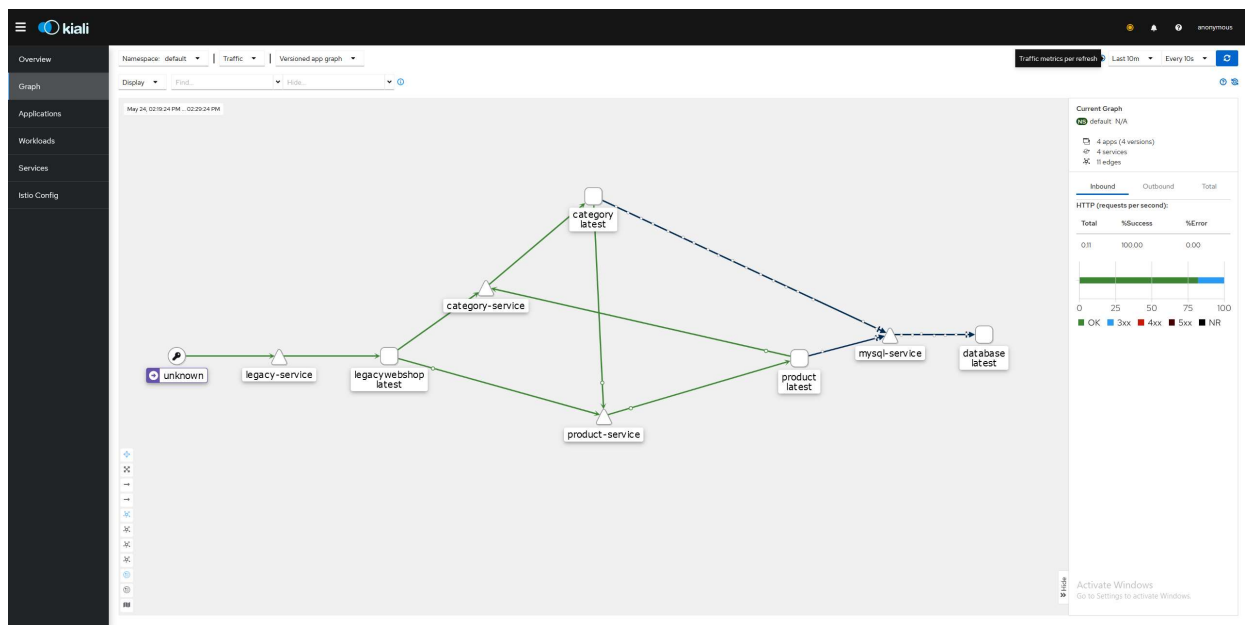 kiali
anonymous
Overview
Graph
Applications
Workloads
Services
Istio Config
Namespace: default
Traffic
Versioned app graph
Traffic metrics per refresh
Last 10m
Every 10s
Display
Find...
Hide...
May 24, 02:19:24 PM ... 02:29:24 PM
category
latest
category-service
unknown
legacy-service
legacywebshop
latest
product-service
product
latest
mysql-service
database
latest
Hide
Current Graph
NS default N/A
4 apps (4 versions)
4 services
11 edges
Inbound Outbound Total
HTTP (requests per second):
Total %Success %Error
0.11 100.00 0.00
0 25 50 75 100
OK 3xx 4xx 5xx NR
Activate Windows
Go to Settings to activate Windows.